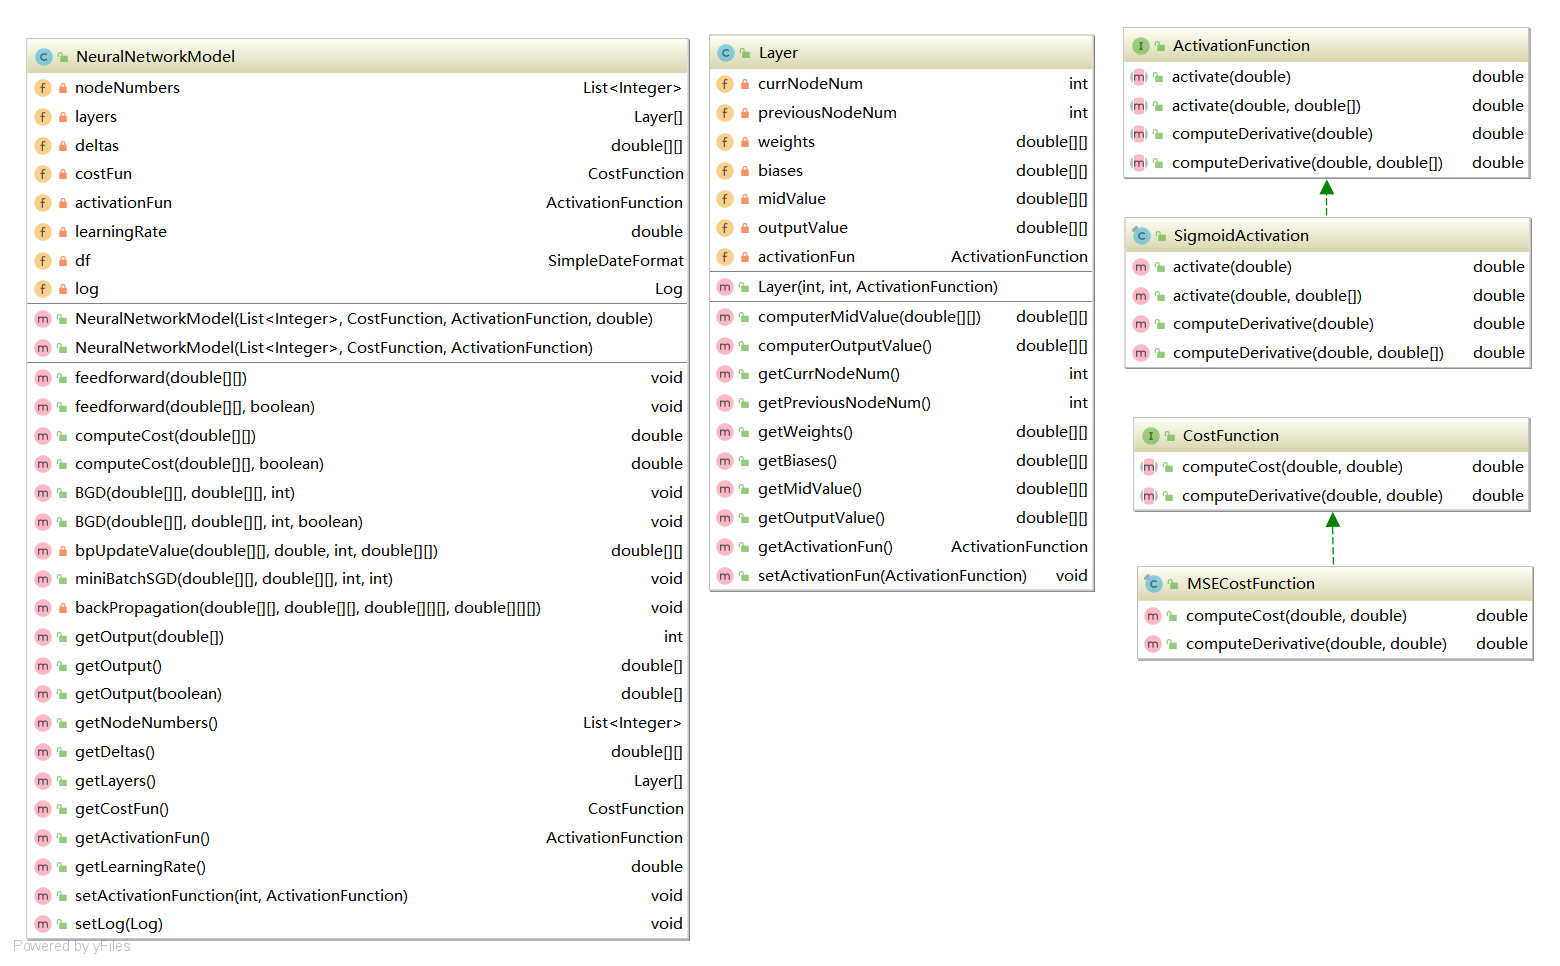 NeuralNetworkModel
nodeNumbers List<Integer>
layers Layer[]
deltas double[][]
costFun CostFunction
activationFun ActivationFunction
learningRate double
df SimpleDateFormat
log Log
NeuralNetworkModel(List<Integer>, CostFunction, ActivationFunction, double)
NeuralNetworkModel(List<Integer>, CostFunction, ActivationFunction)
feedforward(double[][]) void
feedforward(double[][], boolean) void
computeCost(double[][]) double
computeCost(double[][], boolean) double
BGD(double[][], double[][], int) void
BGD(double[][], double[][], int, boolean) void
bpUpdateValue(double[][], double, int, double[][]) double[][]
miniBatchSGD(double[][], double[][], int, int) void
backPropagation(double[][], double[][], double[][][], double[][][]) void
getOutput(double[]) int
getOutput() double[]
getOutput(boolean) double[]
getNodeNumbers() List<Integer>
getDeltas() double[][]
getLayers() Layer[]
getCostFun() CostFunction
getActivationFun() ActivationFunction
getLearningRate() double
setActivationFunction(int, ActivationFunction) void
setLog(Log) void
Layer
currNodeNum int
previousNodeNum int
weights double[][]
biases double[][]
midValue double[][]
outputValue double[][]
activationFun ActivationFunction
Layer(int, int, ActivationFunction)
computerMidValue(double[][]) double[][]
computerOutputValue() double[][]
getCurrNodeNum() int
getPreviousNodeNum() int
getWeights() double[][]
getBiases() double[][]
getMidValue() double[][]
getOutputValue() double[][]
getActivationFun() ActivationFunction
setActivationFun(ActivationFunction) void
ActivationFunction
activate(double) double
activate(double, double[]) double
computeDerivative(double) double
computeDerivative(double, double[]) double
SigmoidActivation
activate(double) double
activate(double, double[]) double
computeDerivative(double) double
computeDerivative(double, double[]) double
CostFunction
computeCost(double, double) double
computeDerivative(double, double) double
MSECostFunction
computeCost(double, double) double
computeDerivative(double, double) double
Powered by yFiles